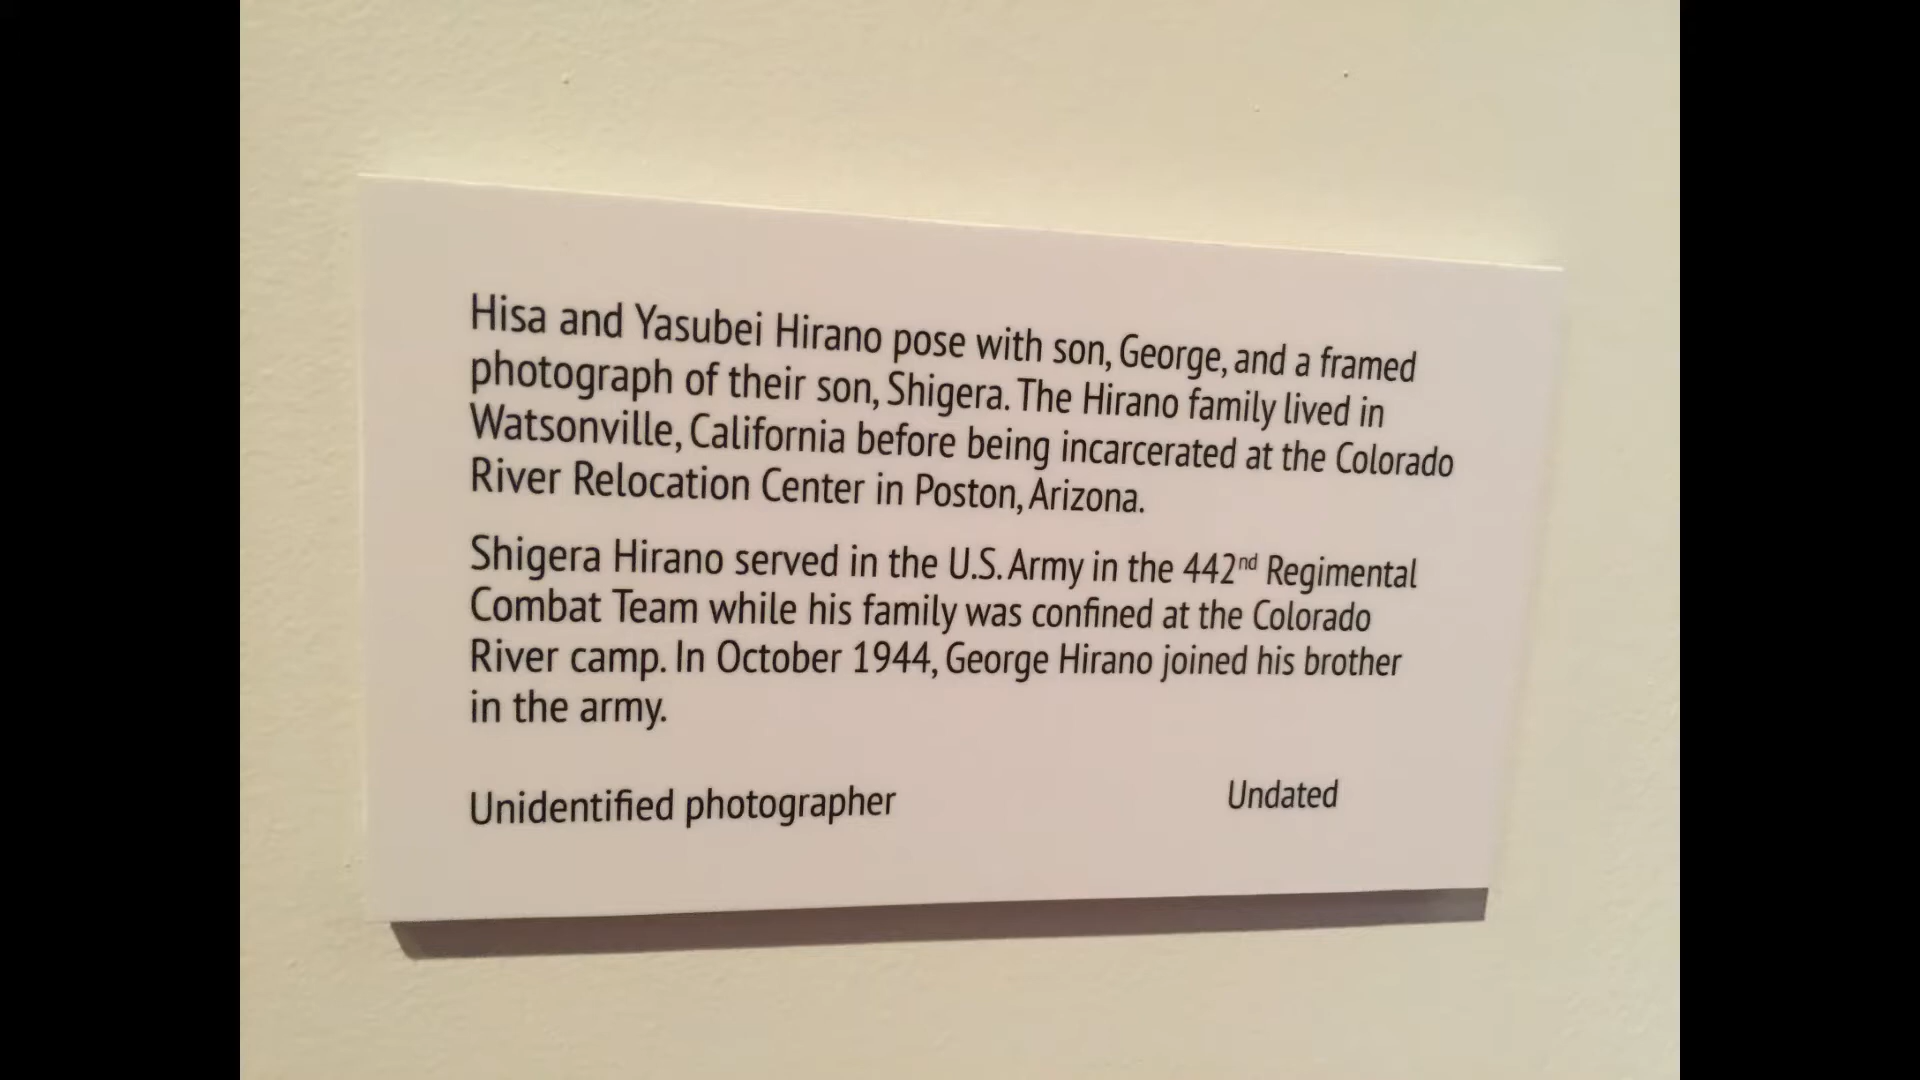 Hisa and Yasubei Hirano pose with son, George, and a framed
photograph of their son, Shigera. The Hirano family lived in
Watsonville, California before being incarcerated at the Colorado
River Relocation Center in Poston, Arizona.
Shigera Hirano served in the U.S. Army in the 442nd Regimental
Combat Team while his family was confined at the Colorado
River camp. In October 1944, George Hirano joined his brother
in the army.
Unidentified photographer Undated